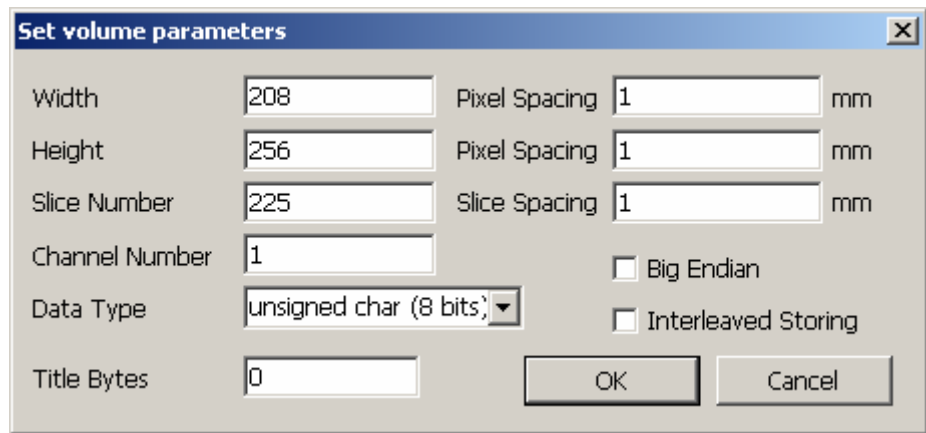 Set volume parameters
Width 208 Pixel Spacing 1 mm
Height 256 Pixel Spacing 1 mm
Slice Number 225 Slice Spacing 1 mm
Channel Number 1
Big Endian
Data Type unsigned char (8 bits)
Interleaved Storing
Title Bytes 0 OK Cancel